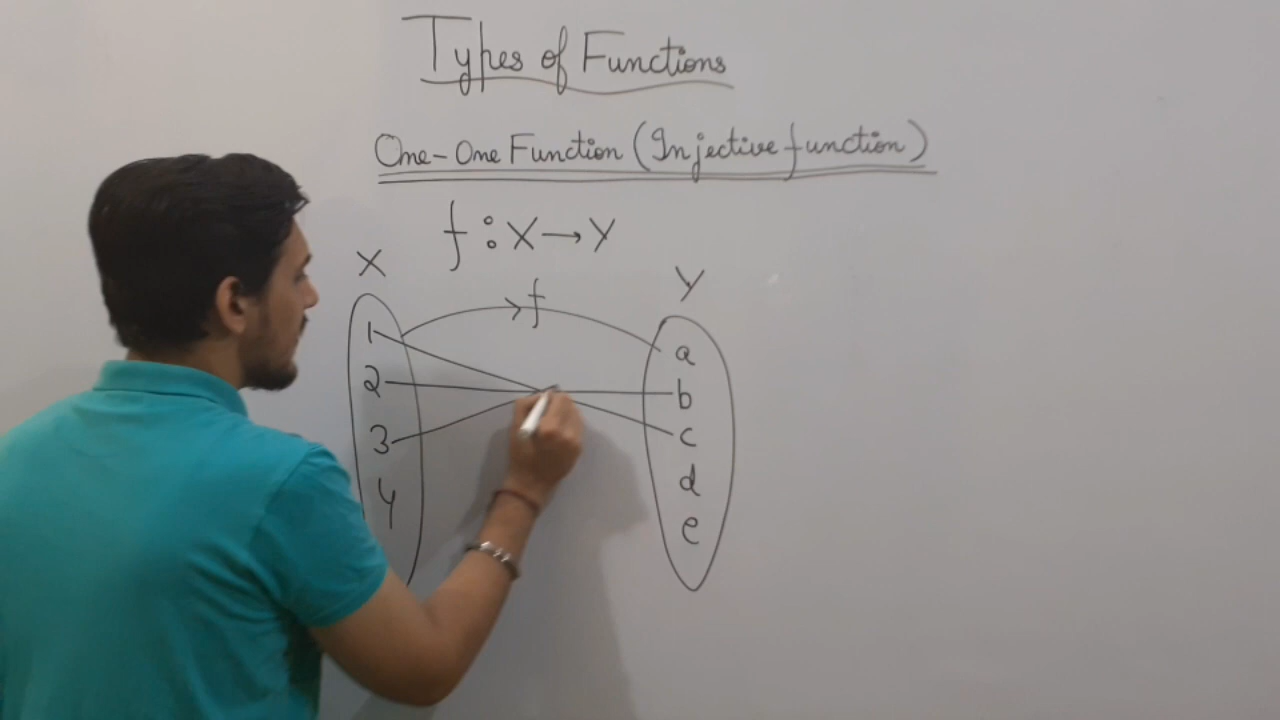 Types of Functions
One-One Function (Injective function)
f : X → Y
X
Y
f
1
a
2
b
3
c
4
d
e